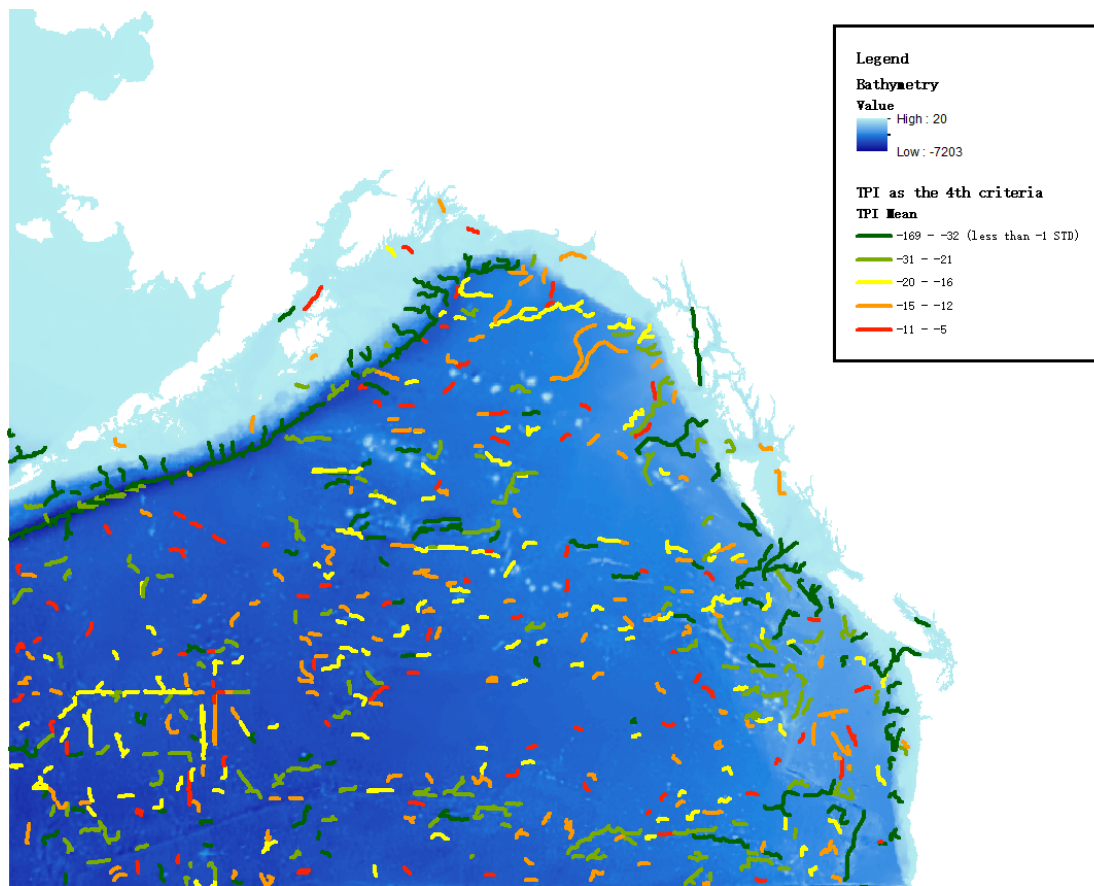 Legend
Bathymetry
Value
High : 20
Low : -7203
TPI as the 4th criteria
TPI Mean
-169 - -32 (less than -1 STD)
-31 - -21
-20 - -16
-15 - -12
-11 - -5